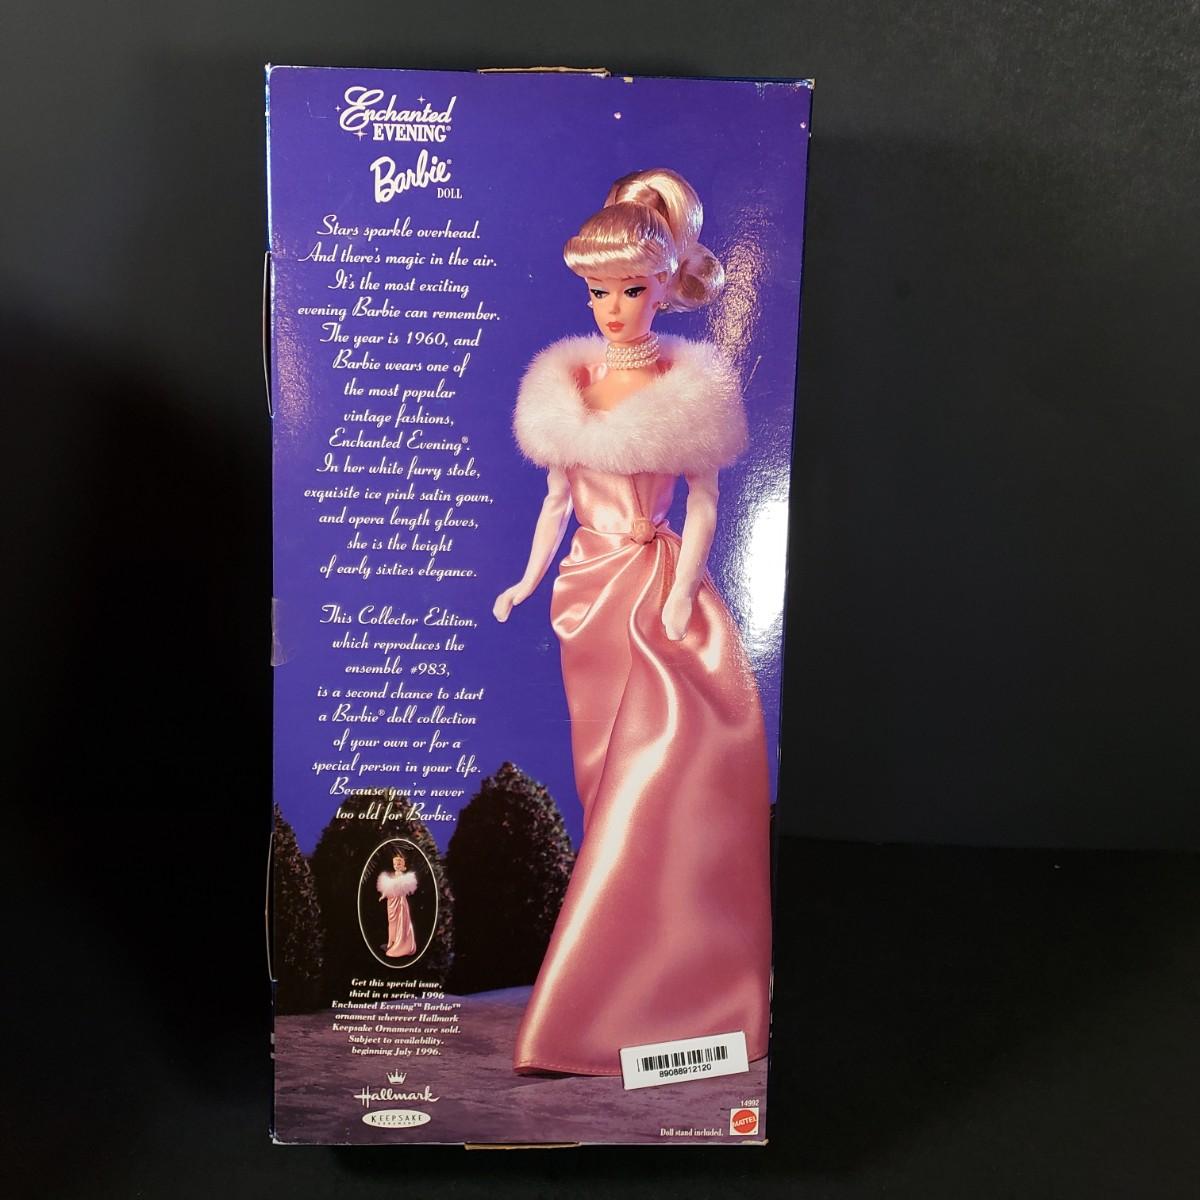 Enchanted
EVENING®
Barbie®
DOLL
Stars sparkle overhead.
And there's magic in the air.
It's the most exciting
evening Barbie can remember.
The year is 1960, and
Barbie wears one of
the most popular
vintage fashions,
Enchanted Evening®.
In her white furry stole,
exquisite ice pink satin gown,
and opera length gloves,
she is the height
of early sixties elegance.
This Collector Edition,
which reproduces the
ensemble #983,
is a second chance to start
a Barbie® doll collection
of your own or for a
special person in your life.
Because you're never
too old for Barbie.
Get this special issue,
third in a series, 1996
Enchanted Evening™ Barbie™
ornament wherever Hallmark
Keepsake Ornaments are sold.
Subject to availability.
beginning July 1996.
Hallmark
KEEPSAKE
ORNAMENT
89088912120
14992
MATTEL
Doll stand included.